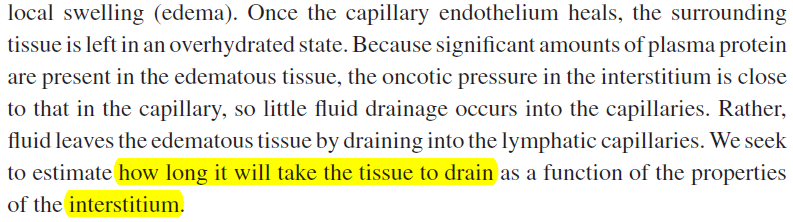 local swelling (edema). Once the capillary endothelium heals, the surrounding
tissue is left in an overhydrated state. Because significant amounts of plasma protein
are present in the edematous tissue, the oncotic pressure in the interstitium is close
to that in the capillary, so little fluid drainage occurs into the capillaries. Rather,
fluid leaves the edematous tissue by draining into the lymphatic capillaries. We seek
to estimate how long it will take the tissue to drain as a function of the properties
of the interstitium.